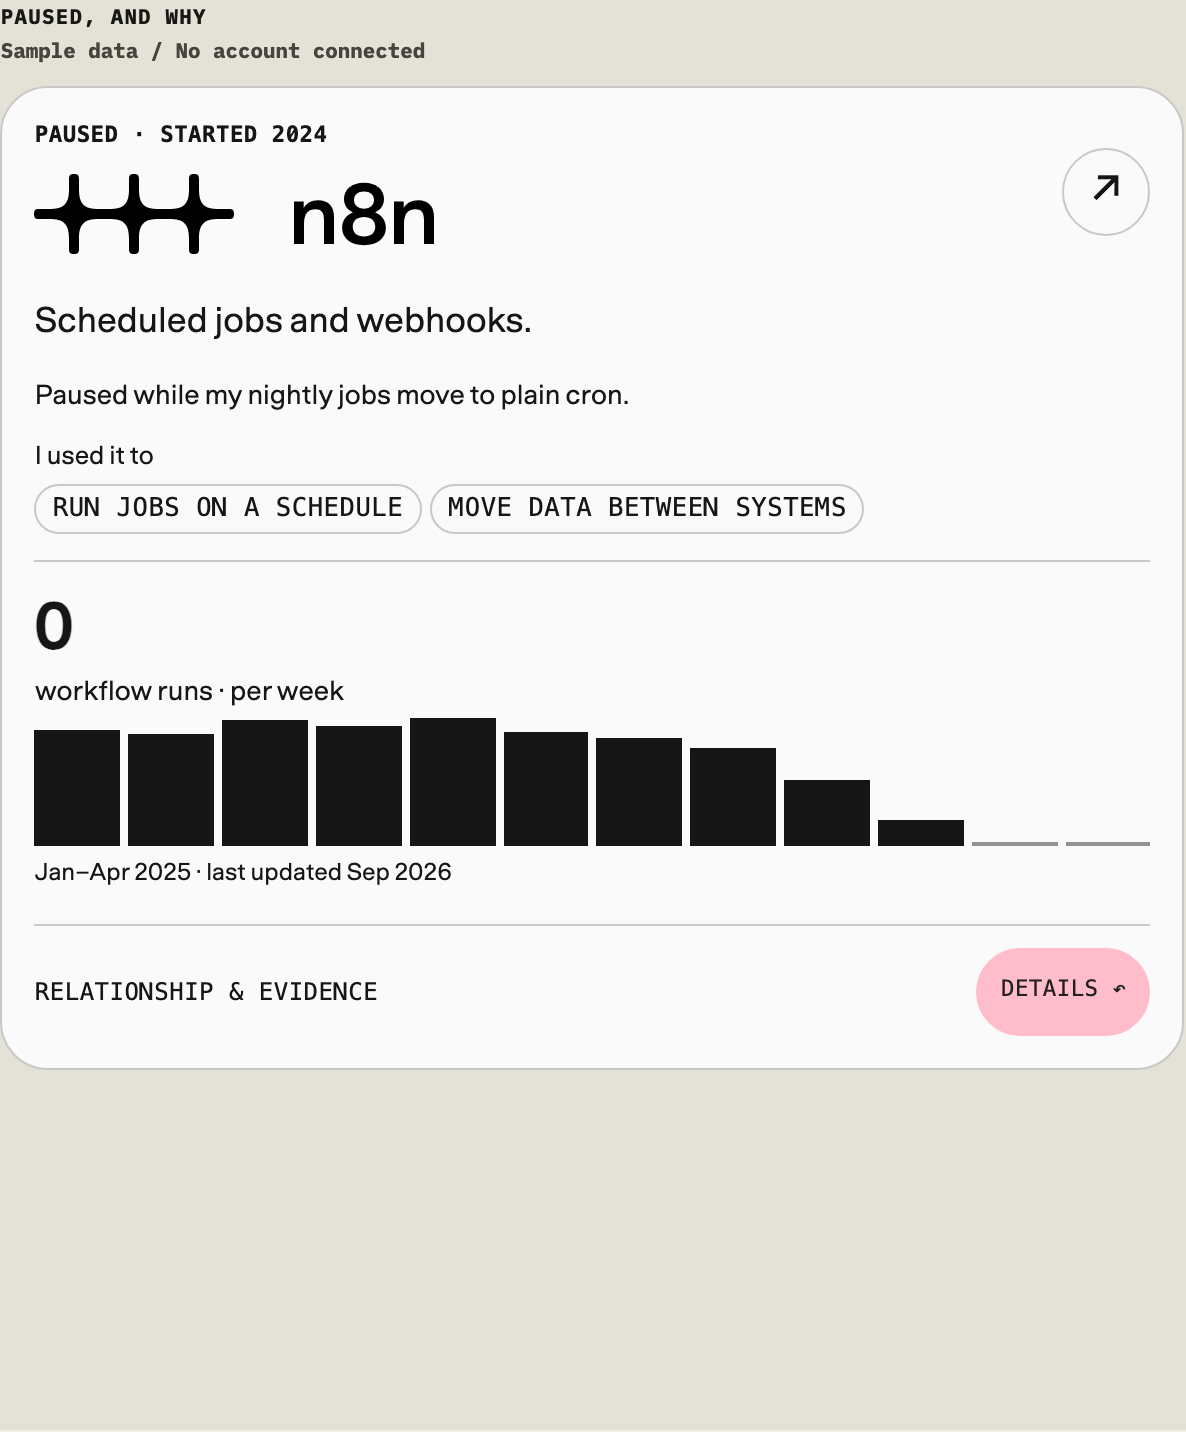 PAUSED, AND WHY
Sample data / No account connected
PAUSED · STARTED 2024
n8n
Scheduled jobs and webhooks.
Paused while my nightly jobs move to plain cron.
I used it to
RUN JOBS ON A SCHEDULE
MOVE DATA BETWEEN SYSTEMS
0
workflow runs · per week
Jan–Apr 2025 · last updated Sep 2026
RELATIONSHIP & EVIDENCE
DETAILS ↶